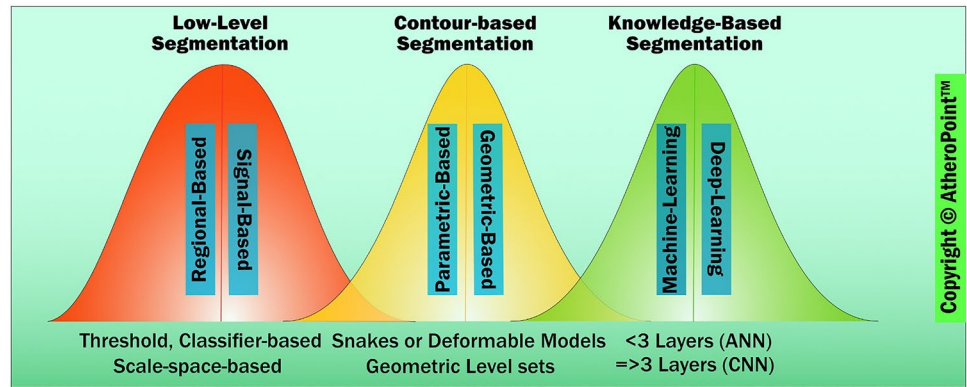 Low-Level
Segmentation
Contour-based
Segmentation
Knowledge-Based
Segmentation
Regional-Based
Signal-Based
Parametric-Based
Geometric-Based
Machine-Learning
Deep-Learning
Threshold, Classifier-based
Scale-space-based
Snakes or Deformable Models
Geometric Level sets
<3 Layers (ANN)
=>3 Layers (CNN)
Copyright © AtheroPoint™